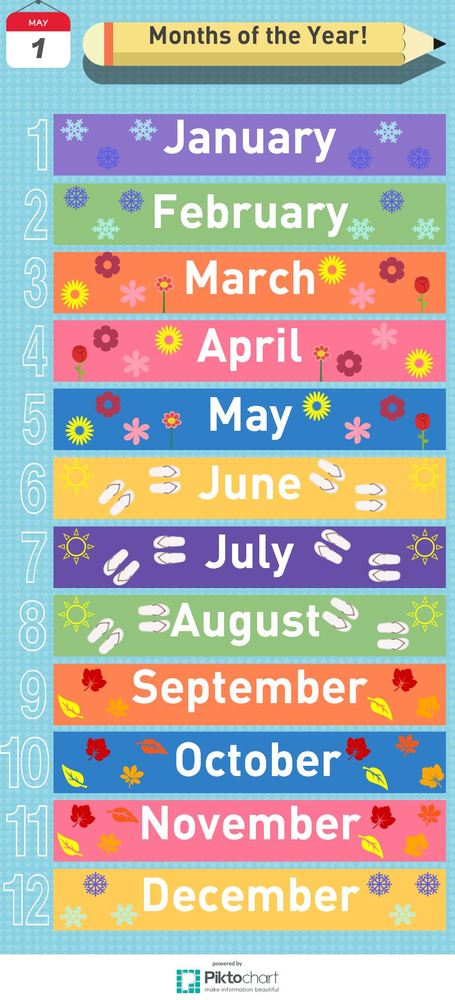 MAY
1
Months of the Year!
1 January
2 February
3 March
4 April
5 May
6 June
7 July
8 August
9 September
10 October
11 November
12 December
powered by
Piktochart
make information beautiful